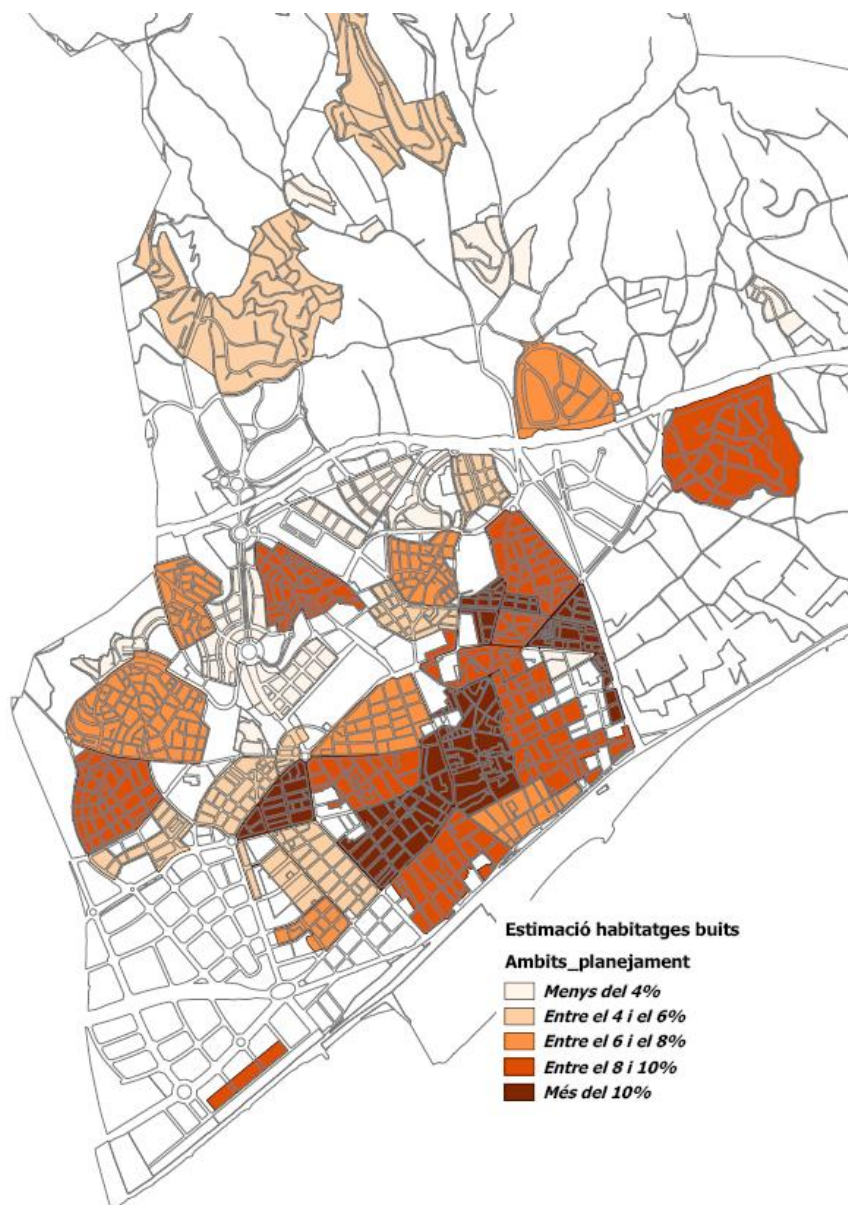 Estimació habitatges buits
Ambits_planejament
Menys del 4%
Entre el 4 i el 6%
Entre el 6 i el 8%
Entre el 8 i 10%
Més del 10%